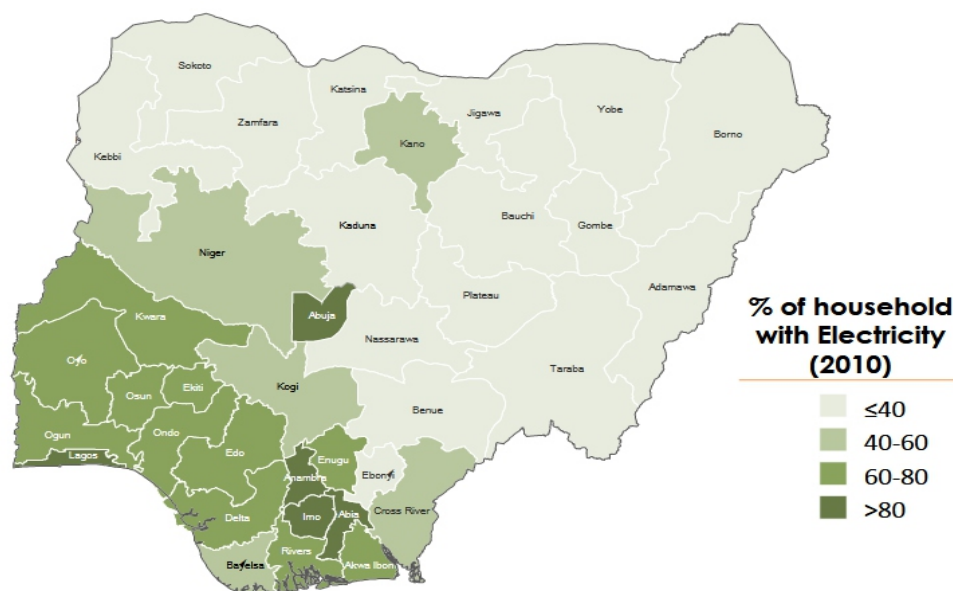 Sokoto
Katsina
Jigawa
Yobe
Borno
Zamfara
Kano
Kebbi
Bauchi
Gombe
Kaduna
Niger
Adamawa
Plateau
Abuja
Kwara
Nassarawa
Taraba
Oyo
Ekiti
Osun
Kogi
Benue
Ogun
Ondo
Edo
Lagos
Enugu
Anambra
Ebonyi
Cross River
Delta
Imo
Abia
Rivers
Bayelsa
Akwa Ibon
% of household
with Electricity
(2010)
≤40
40-60
60-80
>80